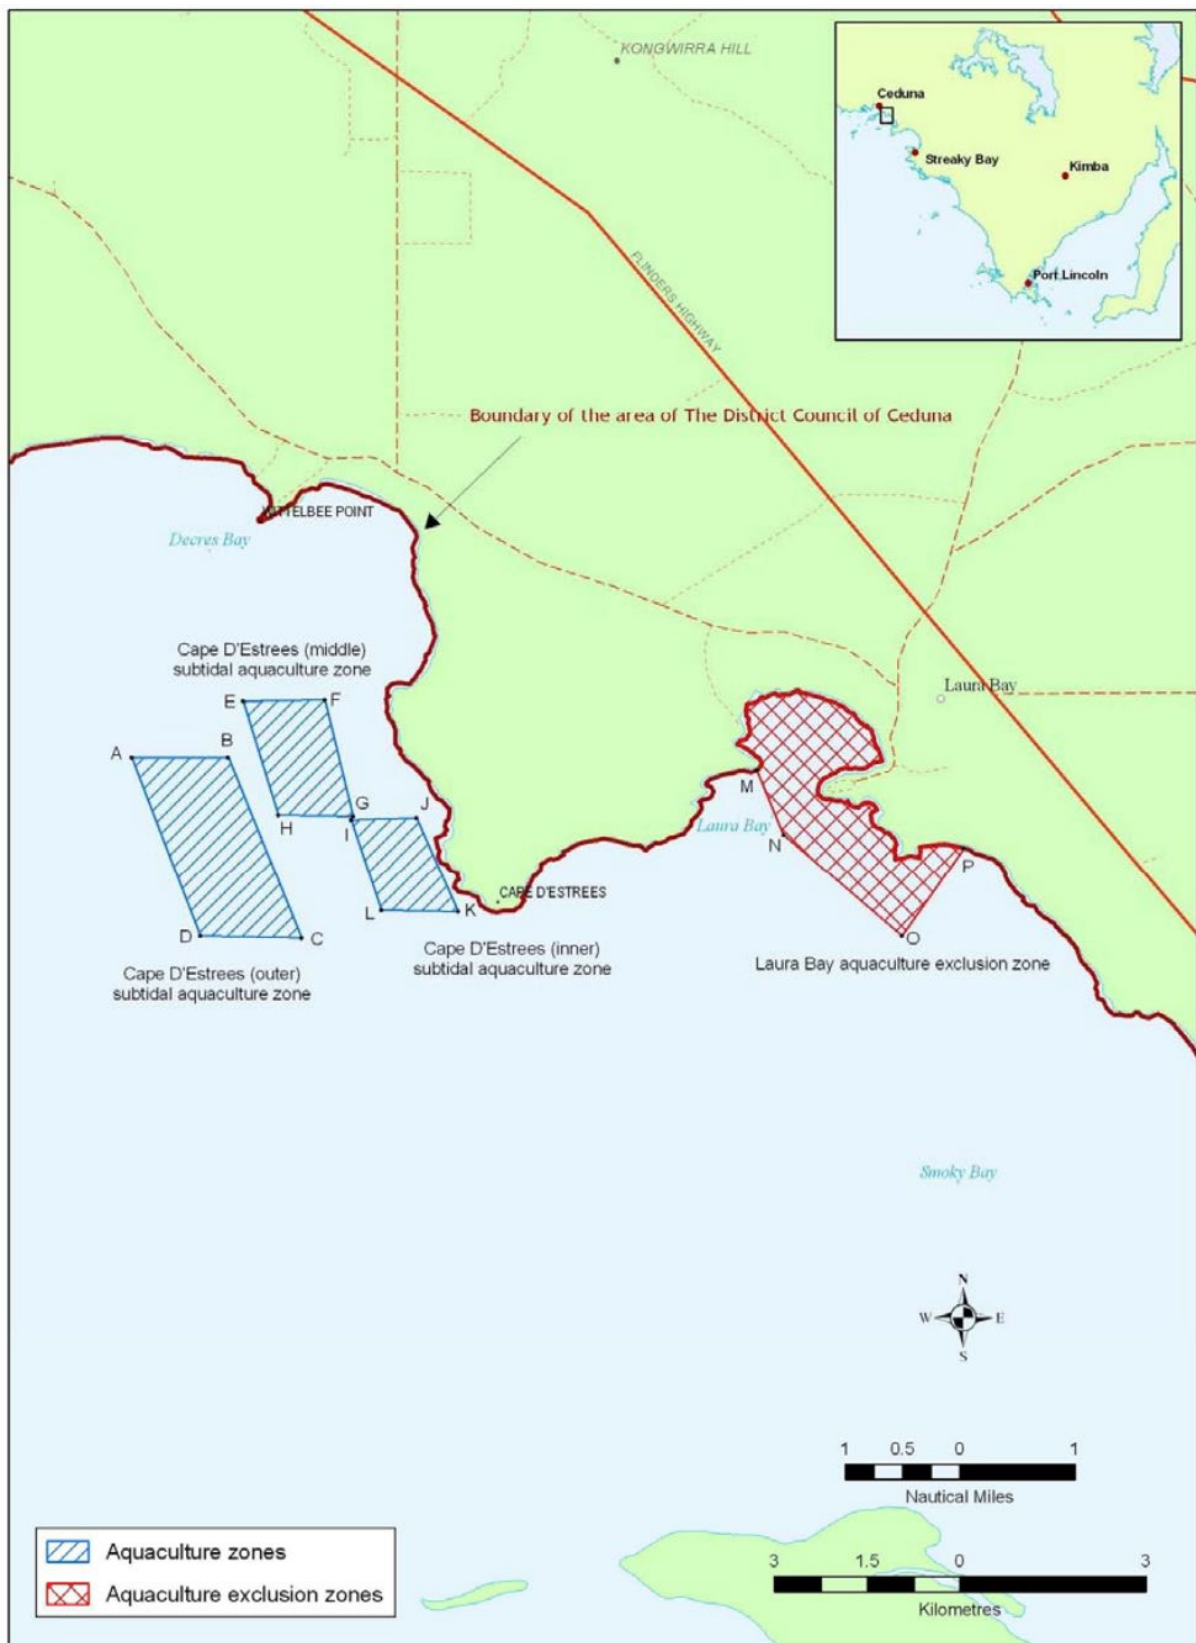 KONGWIRRA HILL
Ceduna
Streaky Bay
Kimba
Port Lincoln
FLINDERS HIGHWAY
Boundary of the area of The District Council of Ceduna
WITTELBEE POINT
Decres Bay
Cape D'Estrees (middle)
subtidal aquaculture zone
E
F
Laura Bay
A
B
M
H
G
I
J
Laura Bay
N
P
L
K
CAPE D'ESTREES
D
C
O
Cape D'Estrees (inner)
subtidal aquaculture zone
Laura Bay aquaculture exclusion zone
Cape D'Estrees (outer)
subtidal aquaculture zone
Smoky Bay
N
W
E
S
1 0.5 0 1
Nautical Miles
Aquaculture zones
Aquaculture exclusion zones
3 1.5 0 3
Kilometres